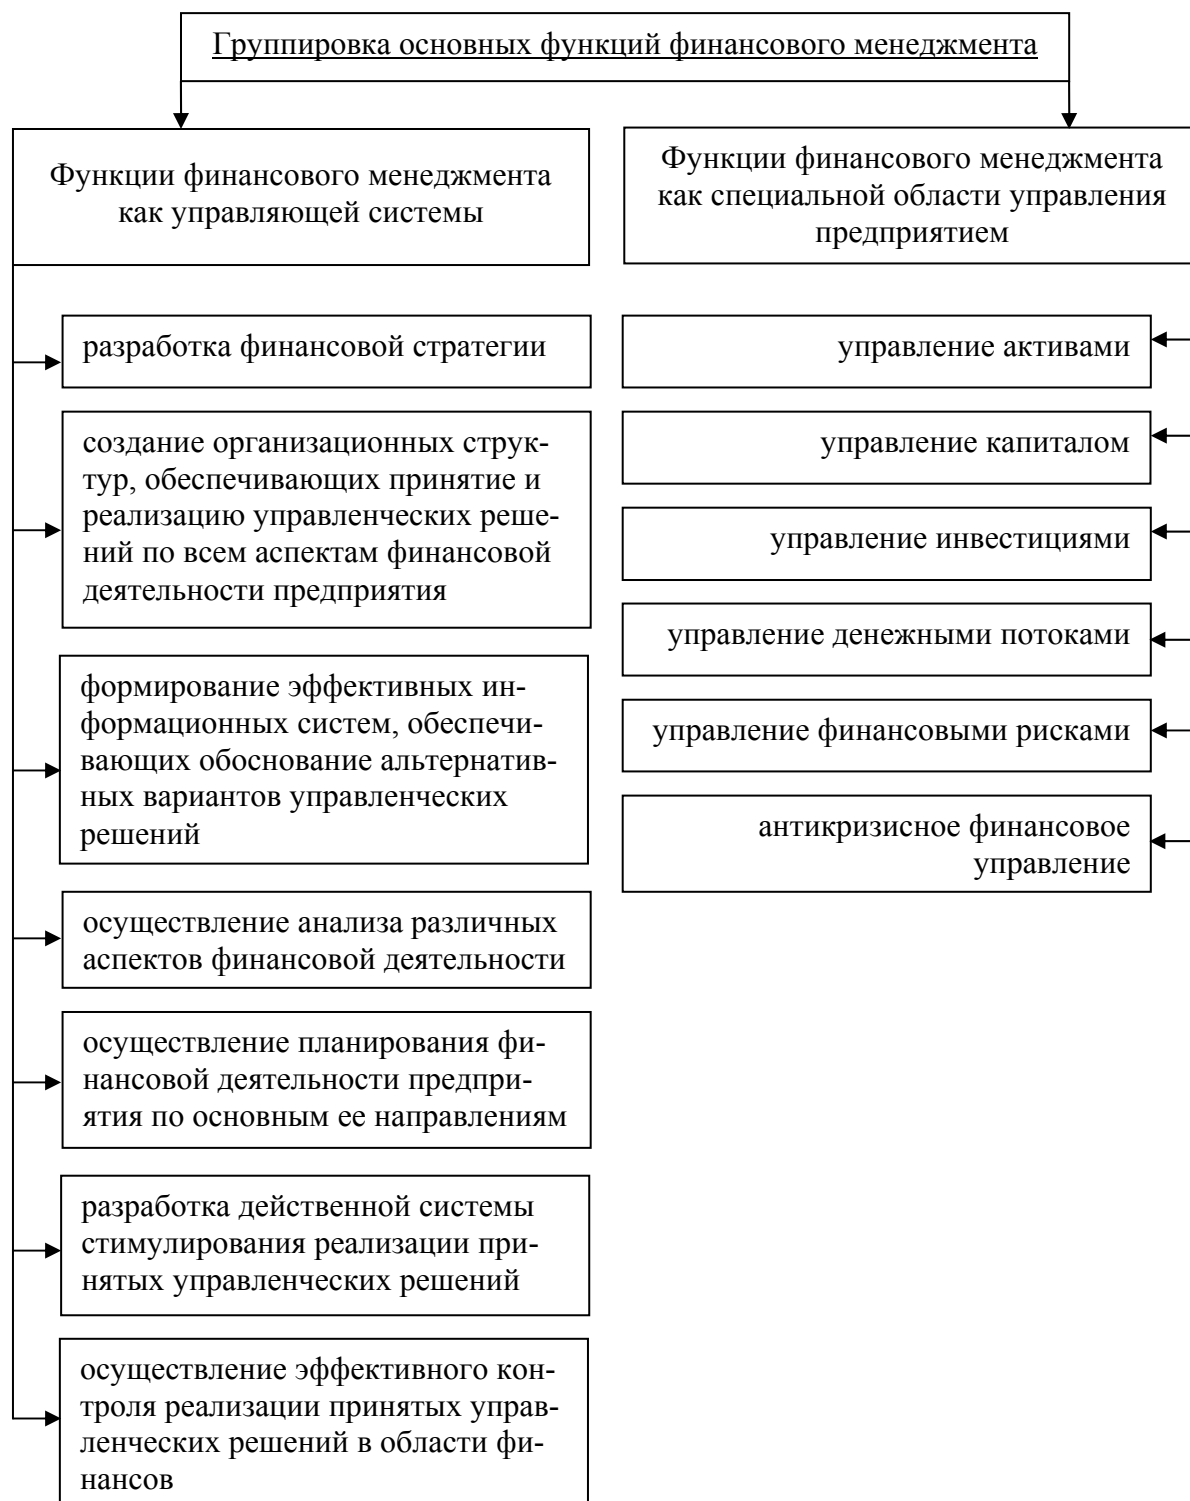 Группировка основных функций финансового менеджмента
Функции финансового менеджмента
как управляющей системы
Функции финансового менеджмента
как специальной области управления
предприятием
разработка финансовой стратегии
создание организационных струк-
тур, обеспечивающих принятие и
реализацию управленческих реше-
ний по всем аспектам финансовой
деятельности предприятия
формирование эффективных ин-
формационных систем, обеспечи-
вающих обоснование альтернатив-
ных вариантов управленческих
решений
осуществление анализа различных
аспектов финансовой деятельности
осуществление планирования фи-
нансовой деятельности предпри-
ятия по основным ее направлениям
разработка действенной системы
стимулирования реализации при-
нятых управленческих решений
осуществление эффективного кон-
троля реализации принятых управ-
ленческих решений в области фи-
нансов
управление активами
управление капиталом
управление инвестициями
управление денежными потоками
управление финансовыми рисками
антикризисное финансовое
управление